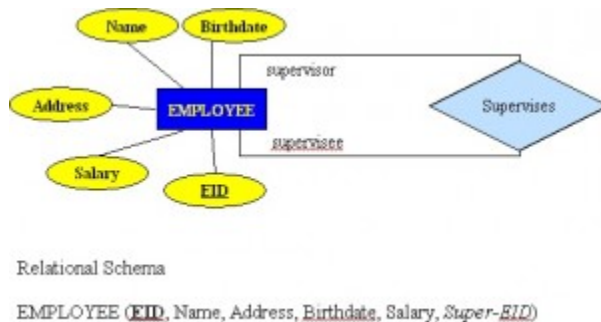 Name
Birthdate
supervisor
Address
EMPLOYEE
Supervises
supervisee
Salary
EID
Relational Schema
EMPLOYEE (EID, Name, Address, Birthdate, Salary, Super-EID)